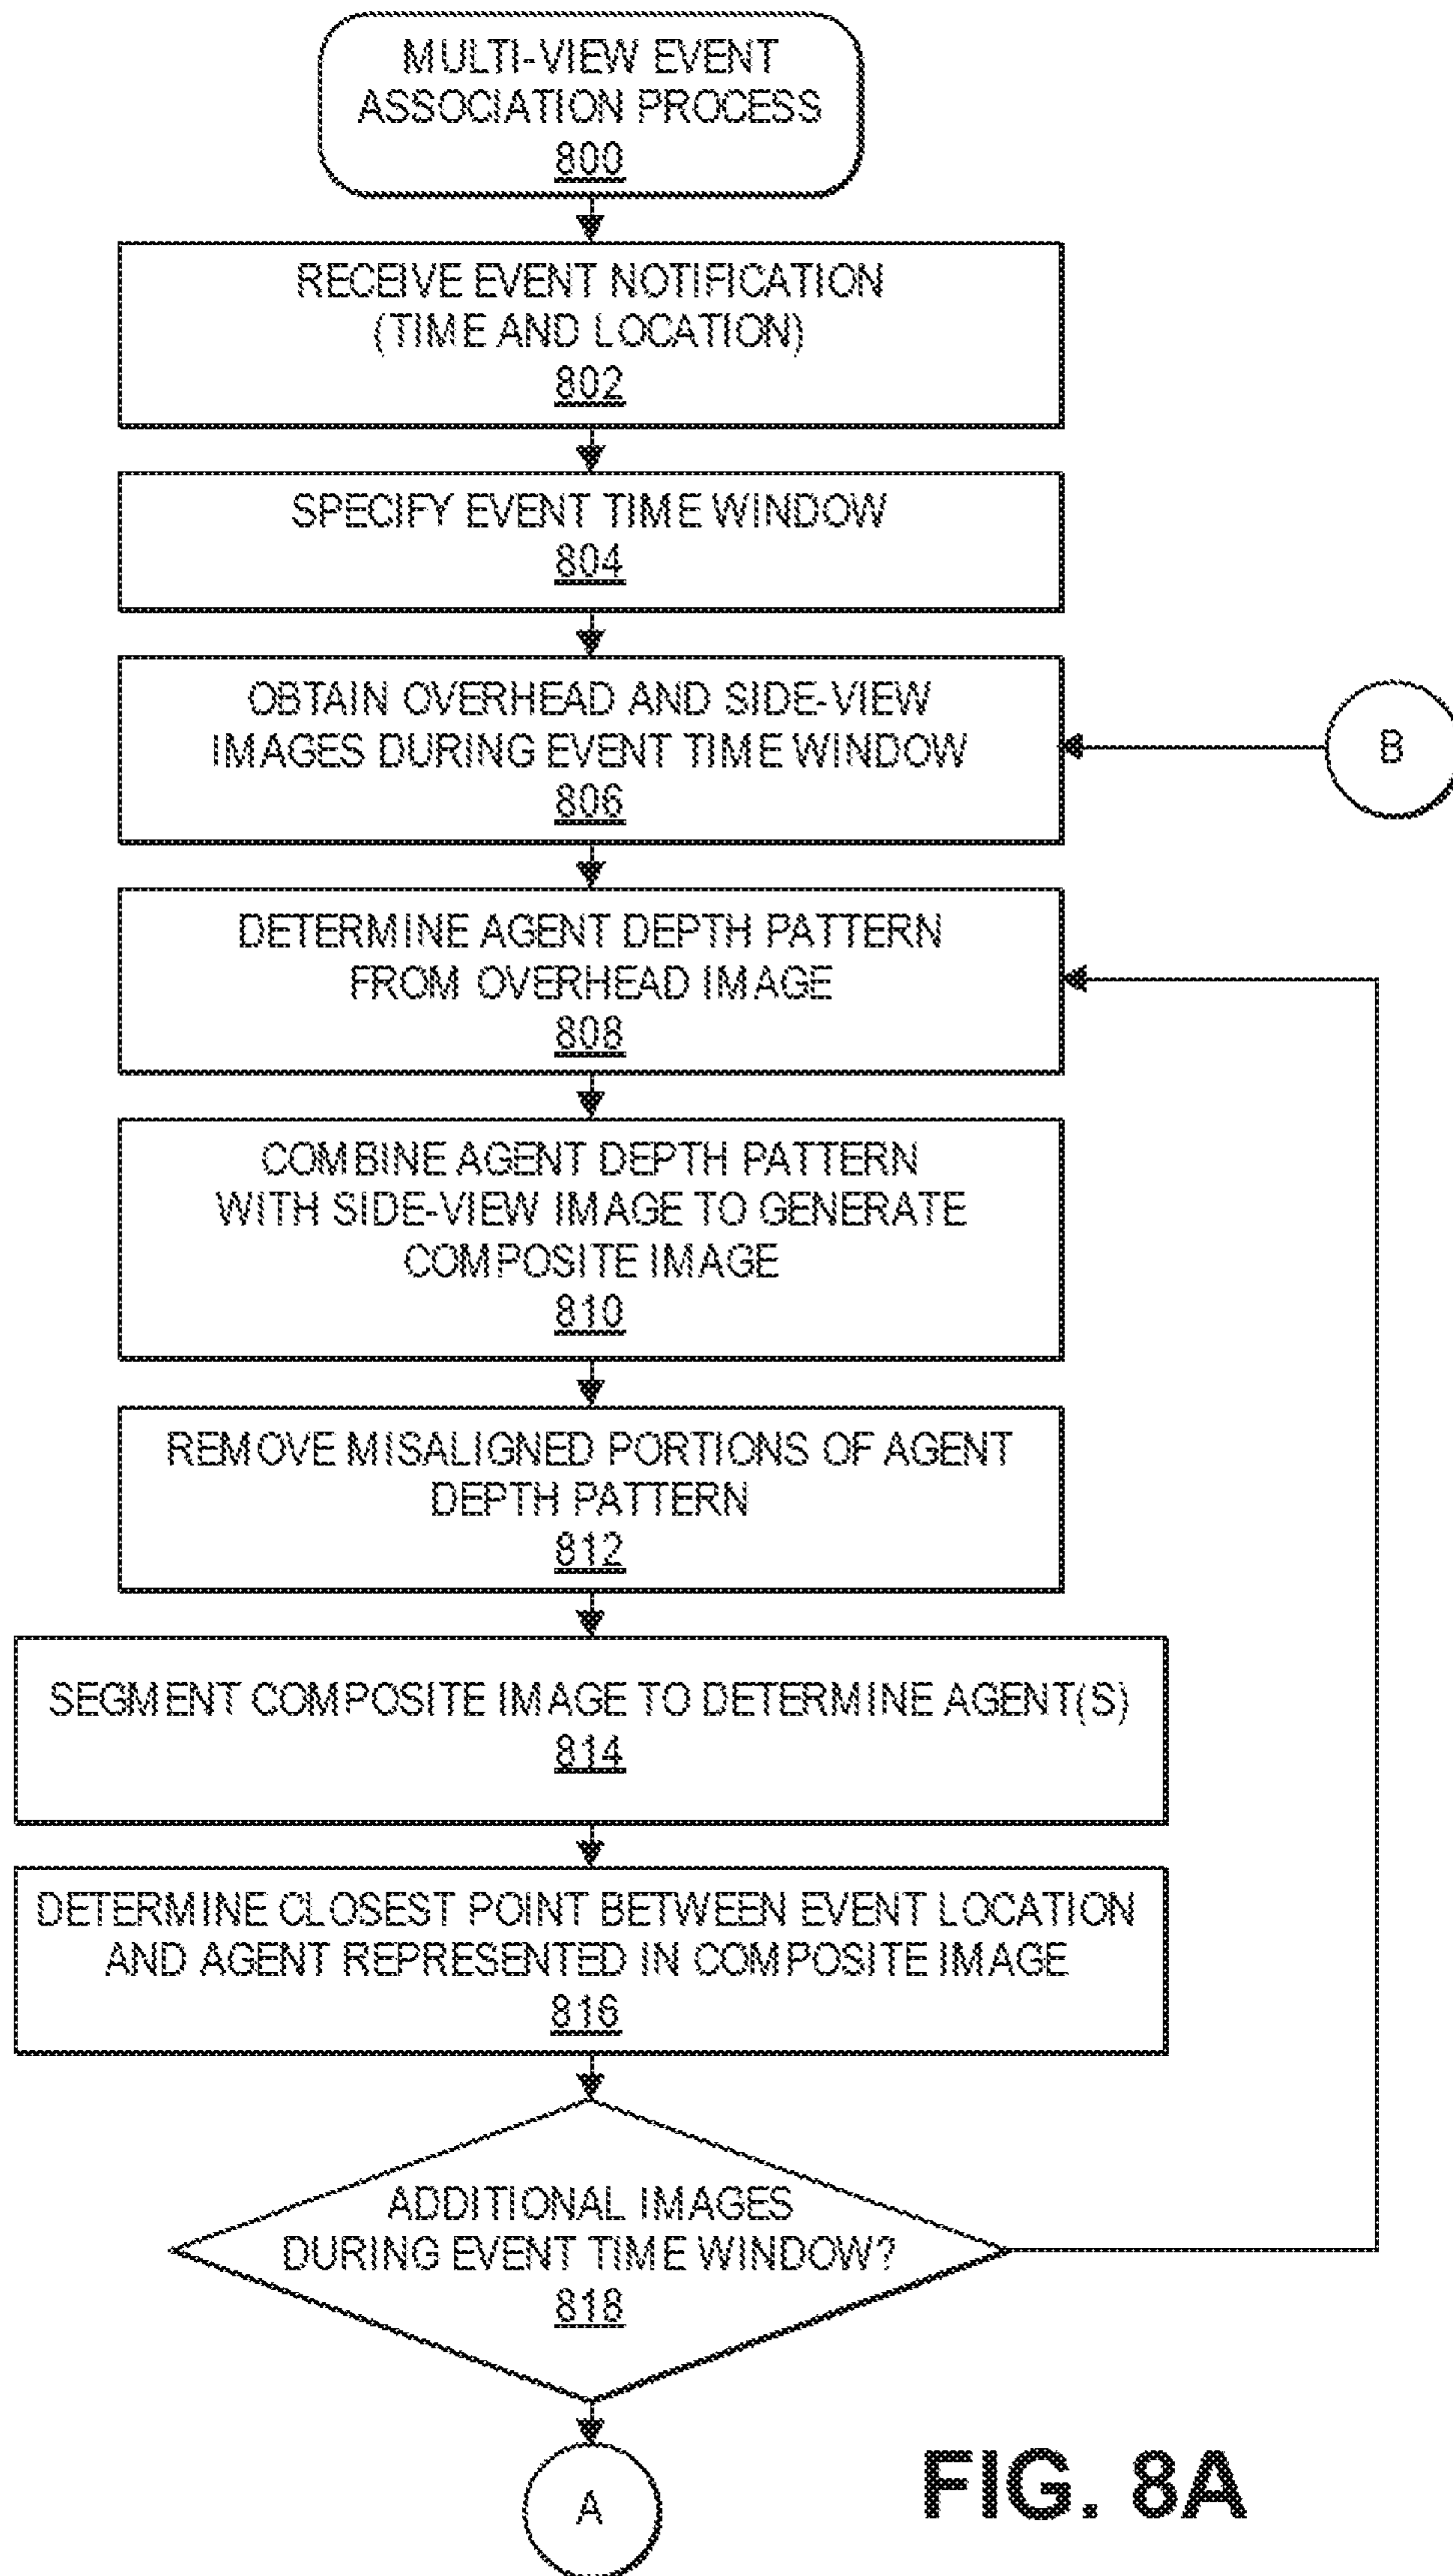 MULTI-VIEW EVENT
ASSOCIATION PROCESS
800
RECEIVE EVENT NOTIFICATION
(TIME AND LOCATION)
802
SPECIFY EVENT TIME WINDOW
804
OBTAIN OVERHEAD AND SIDE-VIEW
IMAGES DURING EVENT TIME WINDOW
806
B
DETERMINE AGENT DEPTH PATTERN
FROM OVERHEAD IMAGE
808
COMBINE AGENT DEPTH PATTERN
WITH SIDE-VIEW IMAGE TO GENERATE
COMPOSITE IMAGE
810
REMOVE MISALIGNED PORTIONS OF AGENT
DEPTH PATTERN
812
SEGMENT COMPOSITE IMAGE TO DETERMINE AGENT(S)
814
DETERMINE CLOSEST POINT BETWEEN EVENT LOCATION
AND AGENT REPRESENTED IN COMPOSITE IMAGE
816
ADDITIONAL IMAGES
DURING EVENT TIME WINDOW?
818
A
FIG. 8A